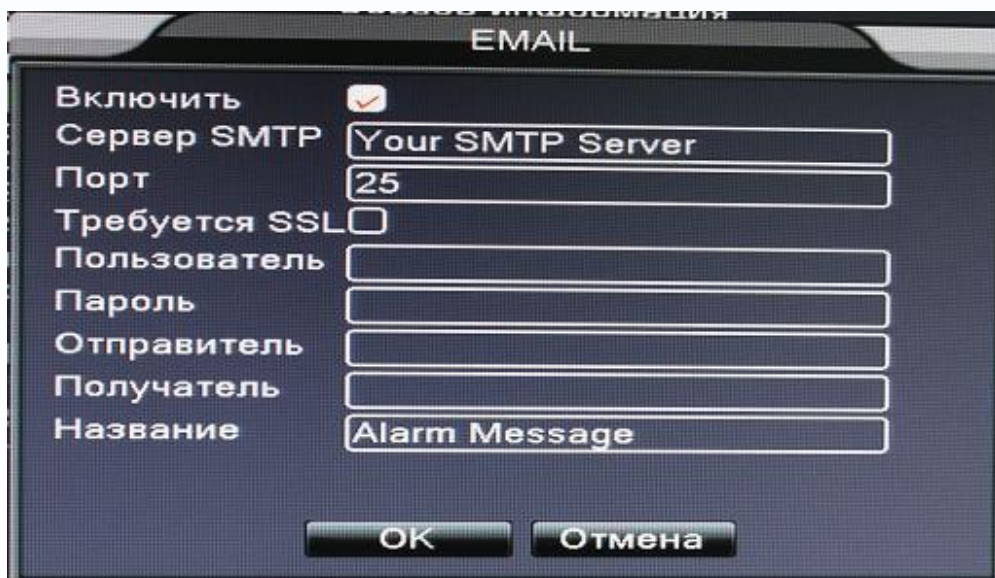 EMAIL
Включить
Сервер SMTP Your SMTP Server
Порт 25
Требуется SSL
Пользователь
Пароль
Отправитель
Получатель
Название Alarm Message
OK Отмена